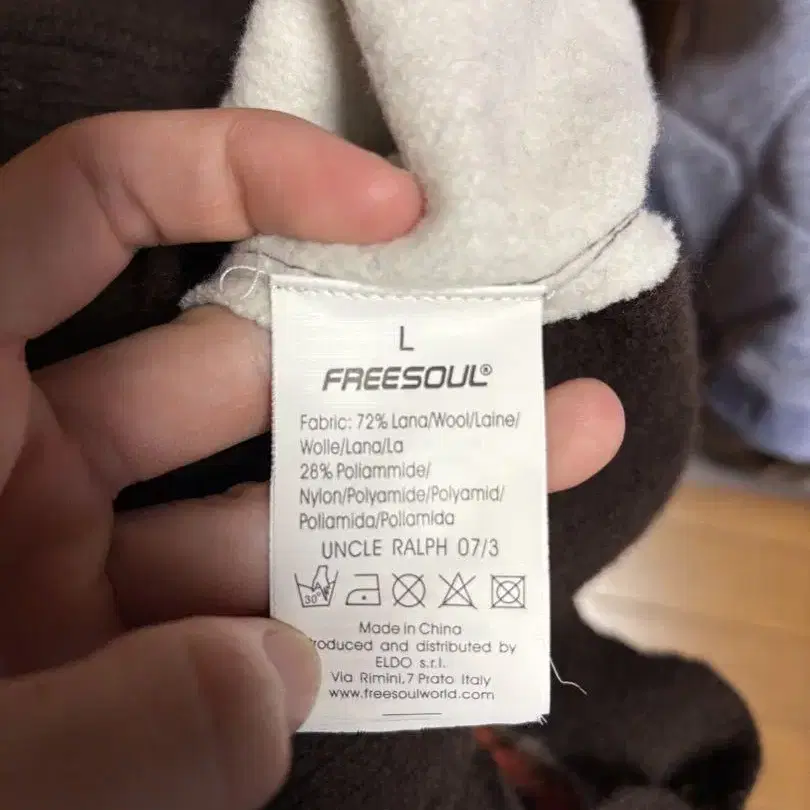 L
FREESOUL®
Fabric: 72% Lana/Wool/Laine/
Wolle/Lana/La
28% Poliammide/
Nylon/Polyamide/Polyamid/
Poliamida/Poliamida
UNCLE RALPH 07/3
30°
Made in China
roduced and distributed by
ELDO s.r.l.
Via Rimini,7 Prato Italy
www.freesoulworld.com